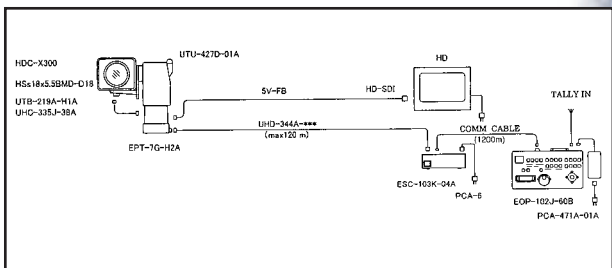 UTU-427D-01A
HD
HDC-X300
HSs18x5.5BMD-D18
UTB-219A-H1A
UHD-335J-38A
5V-FB
HD-SDI
TALLY IN
UHD-344A-***
(max120 m)
COMM CABLE
(1200m)
EPT-7G-H2A
ESC-103K-04A
PCA-6
EOP-102J-60B
PCA-471A-01A